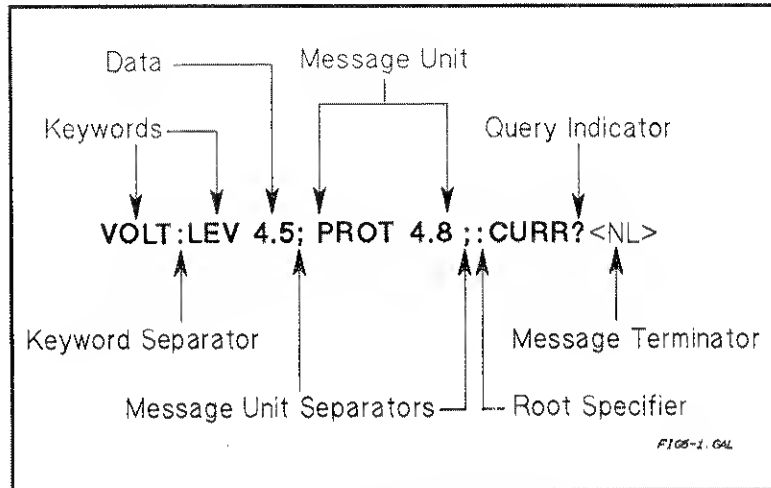 Data
Message Unit
Keywords
Query Indicator
VOLT:LEV 4.5; PROT 4.8 ;:CURR?<NL>
Keyword Separator
Message Terminator
Message Unit Separators
Root Specifier
FIG5-1.GAL